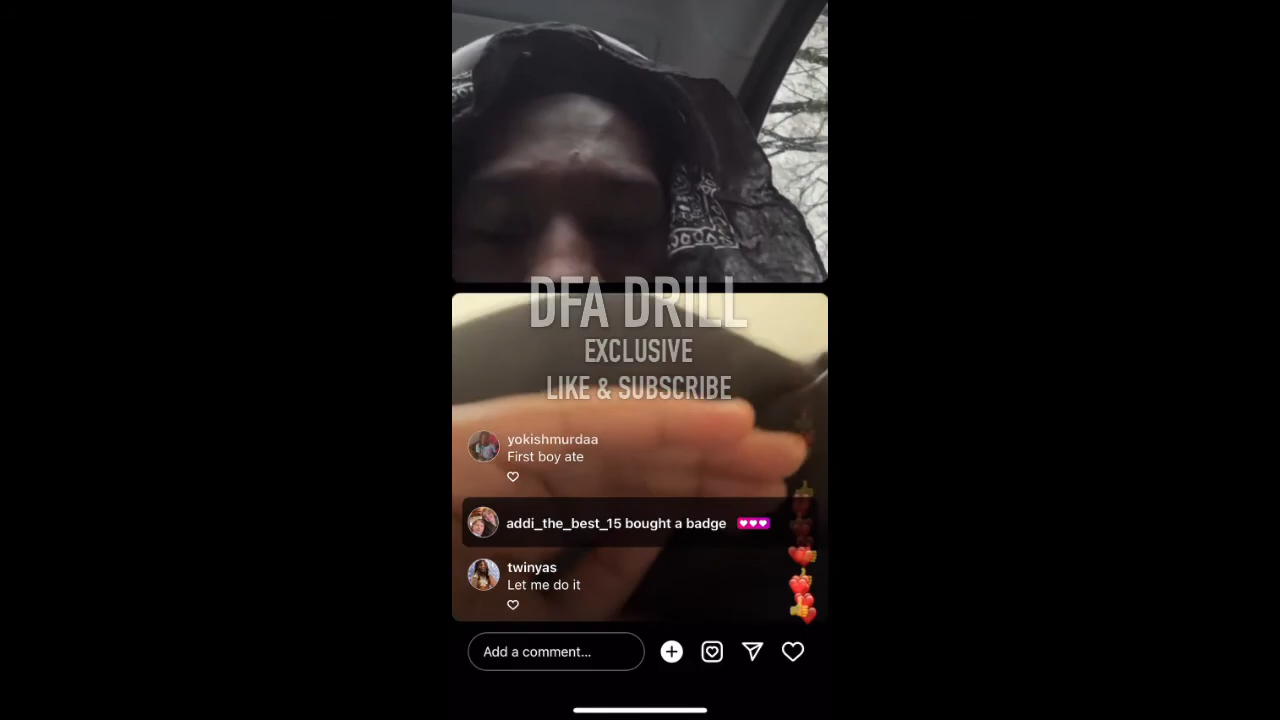 DFA DRILL
EXCLUSIVE
LIKE & SUBSCRIBE
yokishmurdaa
First boy ate
addi_the_best_15 bought a badge
twinyas
Let me do it
Add a comment...